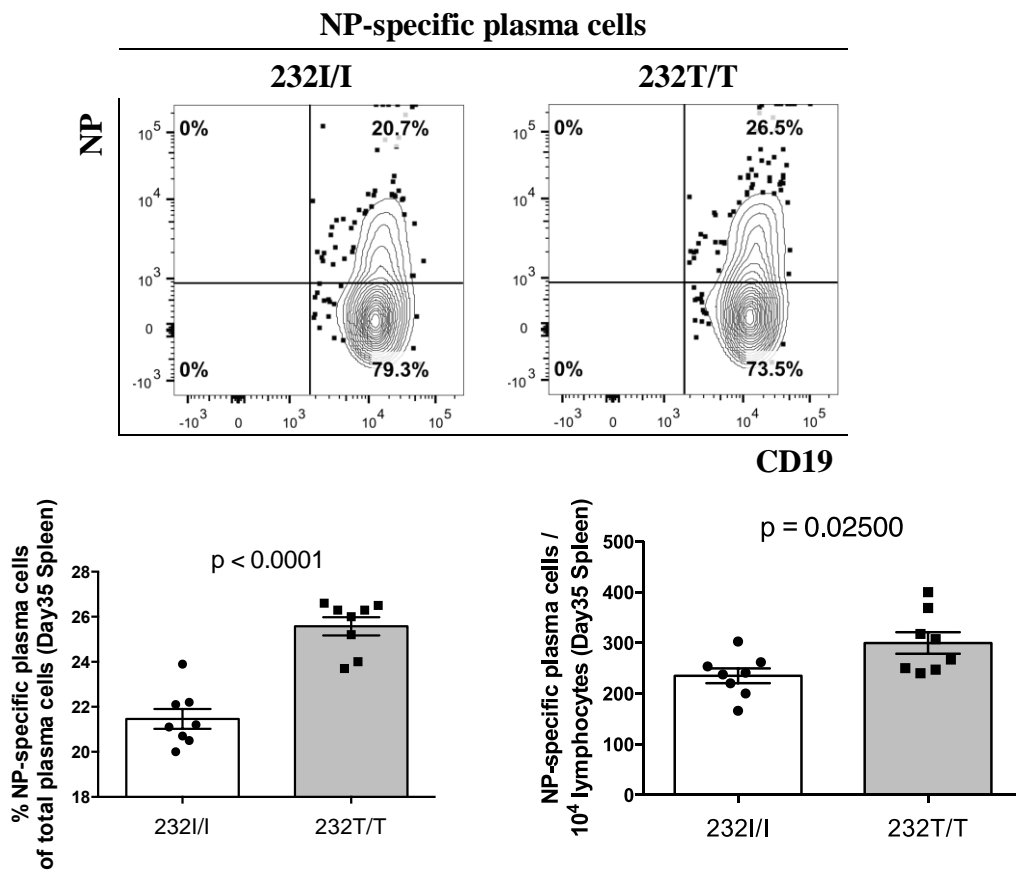 NP-specific plasma cells
232I/I
232T/T
NP
0%
20.7%
0%
79.3%
10^5
10^4
10^3
0
-10^3
-10^3
0
10^3
10^4
10^5
0%
26.5%
0%
73.5%
10^5
10^4
10^3
0
-10^3
-10^3
0
10^3
10^4
10^5
CD19
% NP-specific plasma cells
of total plasma cells (Day35 Spleen)
p < 0.0001
28
26
24
22
20
18
232I/I
232T/T
NP-specific plasma cells /
10^4 lymphocytes (Day35 Spleen)
p = 0.02500
500
400
300
200
100
0
232I/I
232T/T